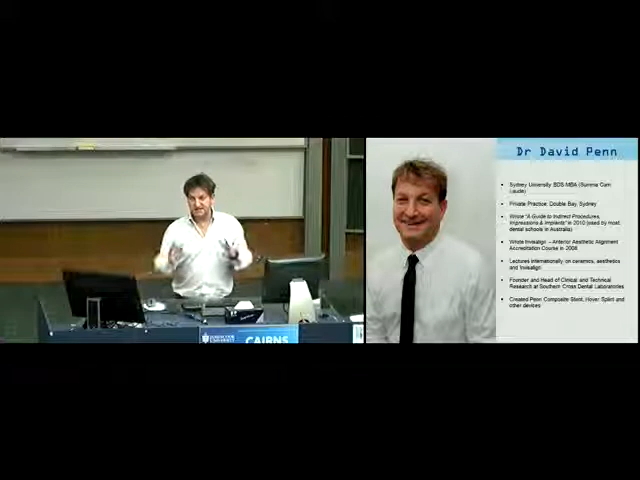 Dr David Penn
• Sydney University BDS MBA (Summa Cum
Laude)
• Private Practice: Double Bay, Sydney
• Wrote "A Guide to Indirect Procedures,
Impressions & Implants" in 2010 (used by most
dental schools in Australia)
• Wrote Invisalign – Anterior Aesthetic Alignment
Accreditation Course in 2008
• Lectures internationally on ceramics, aesthetics
and Invisalign
• Founder and Head of Clinical and Technical
Research at Southern Cross Dental Laboratories
• Created Penn Composite Stent, Hover Splint and
other devices
JAMES COOK
UNIVERSITY
CAIRNS